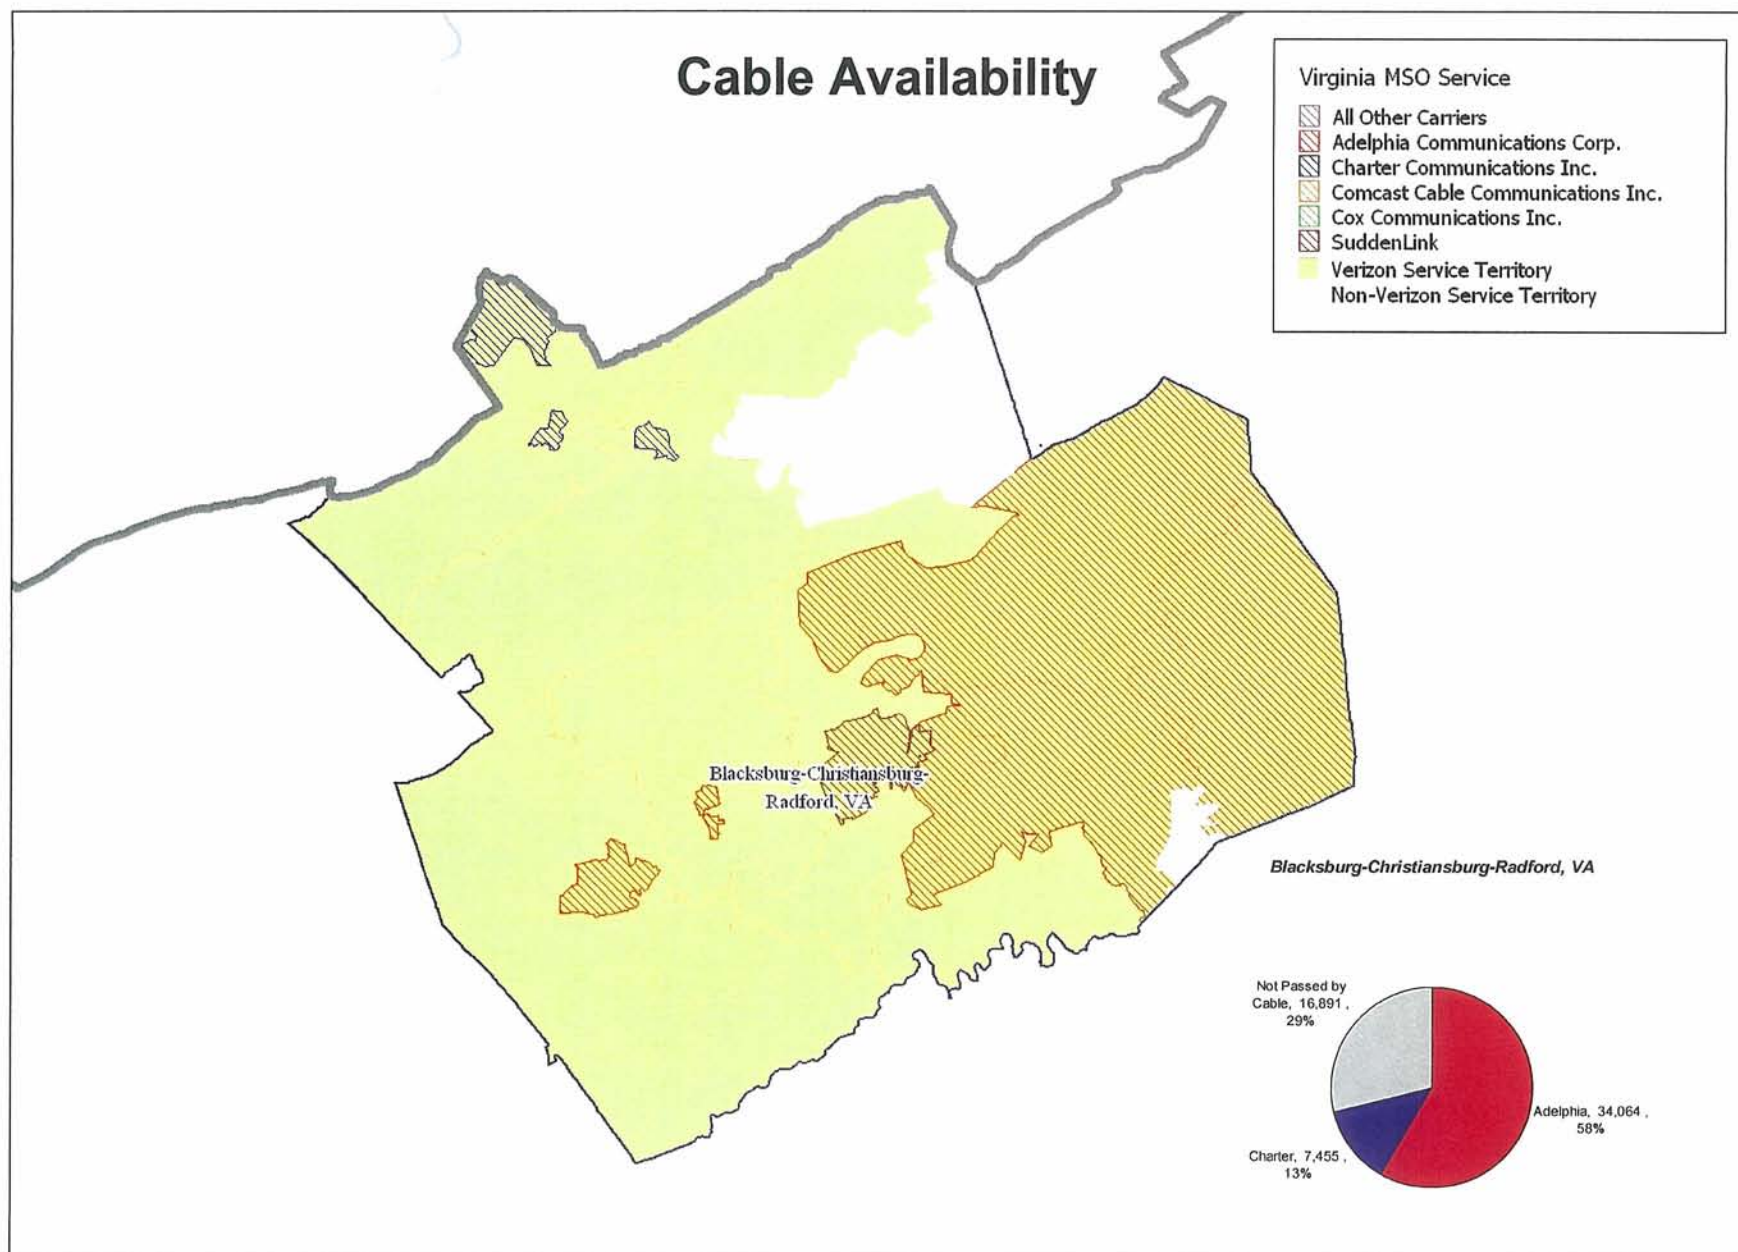 Cable Availability
Virginia MSO Service
All Other Carriers
Adelphia Communications Corp.
Charter Communications Inc.
Comcast Cable Communications Inc.
Cox Communications Inc.
SuddenLink
Verizon Service Territory
Non-Verizon Service Territory
Blacksburg-Christiansburg-
Radford, VA
Blacksburg-Christiansburg-Radford, VA
Not Passed by
Cable, 16,891 ,
29%
Adelphia, 34,064 ,
58%
Charter, 7,455 ,
13%